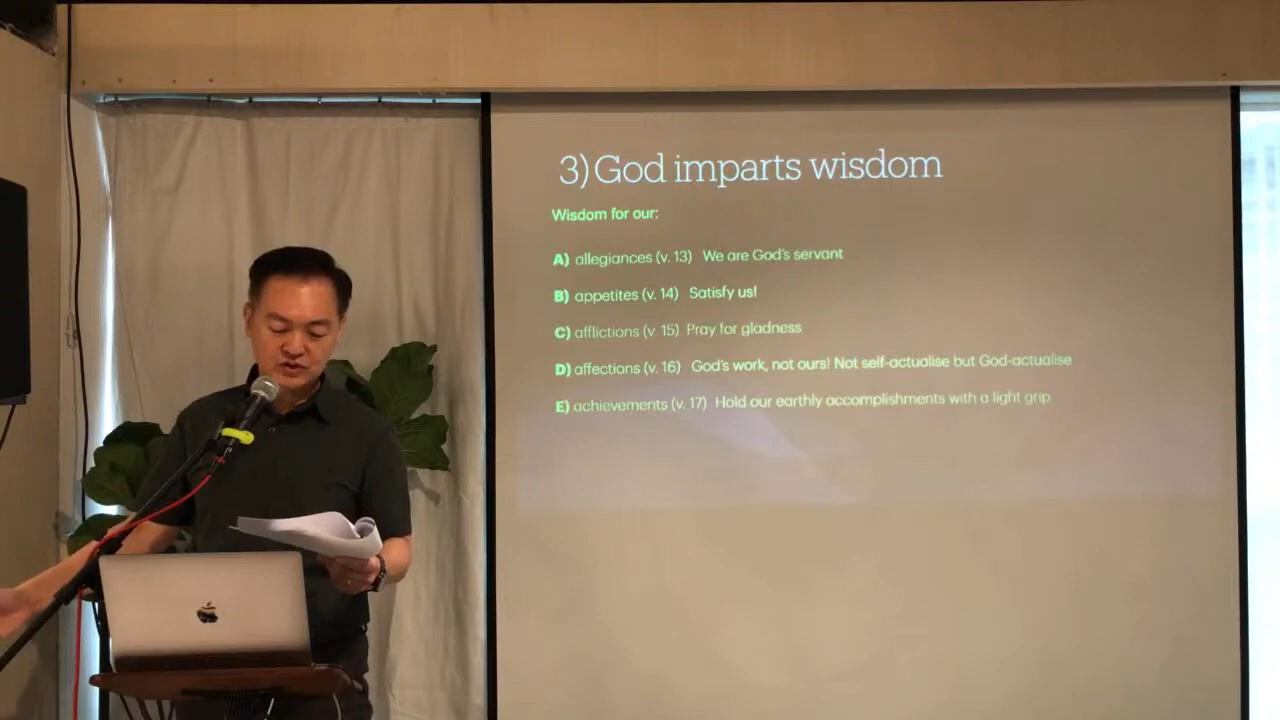 3) God imparts wisdom
Wisdom for our:
A) allegiances (v. 13) We are God's servant
B) appetites (v. 14) Satisfy us!
C) afflictions (v. 15) Pray for gladness
D) affections (v. 16) God's work, not ours! Not self-actualise but God-actualise
E) achievements (v. 17) Hold our earthly accomplishments with a light grip